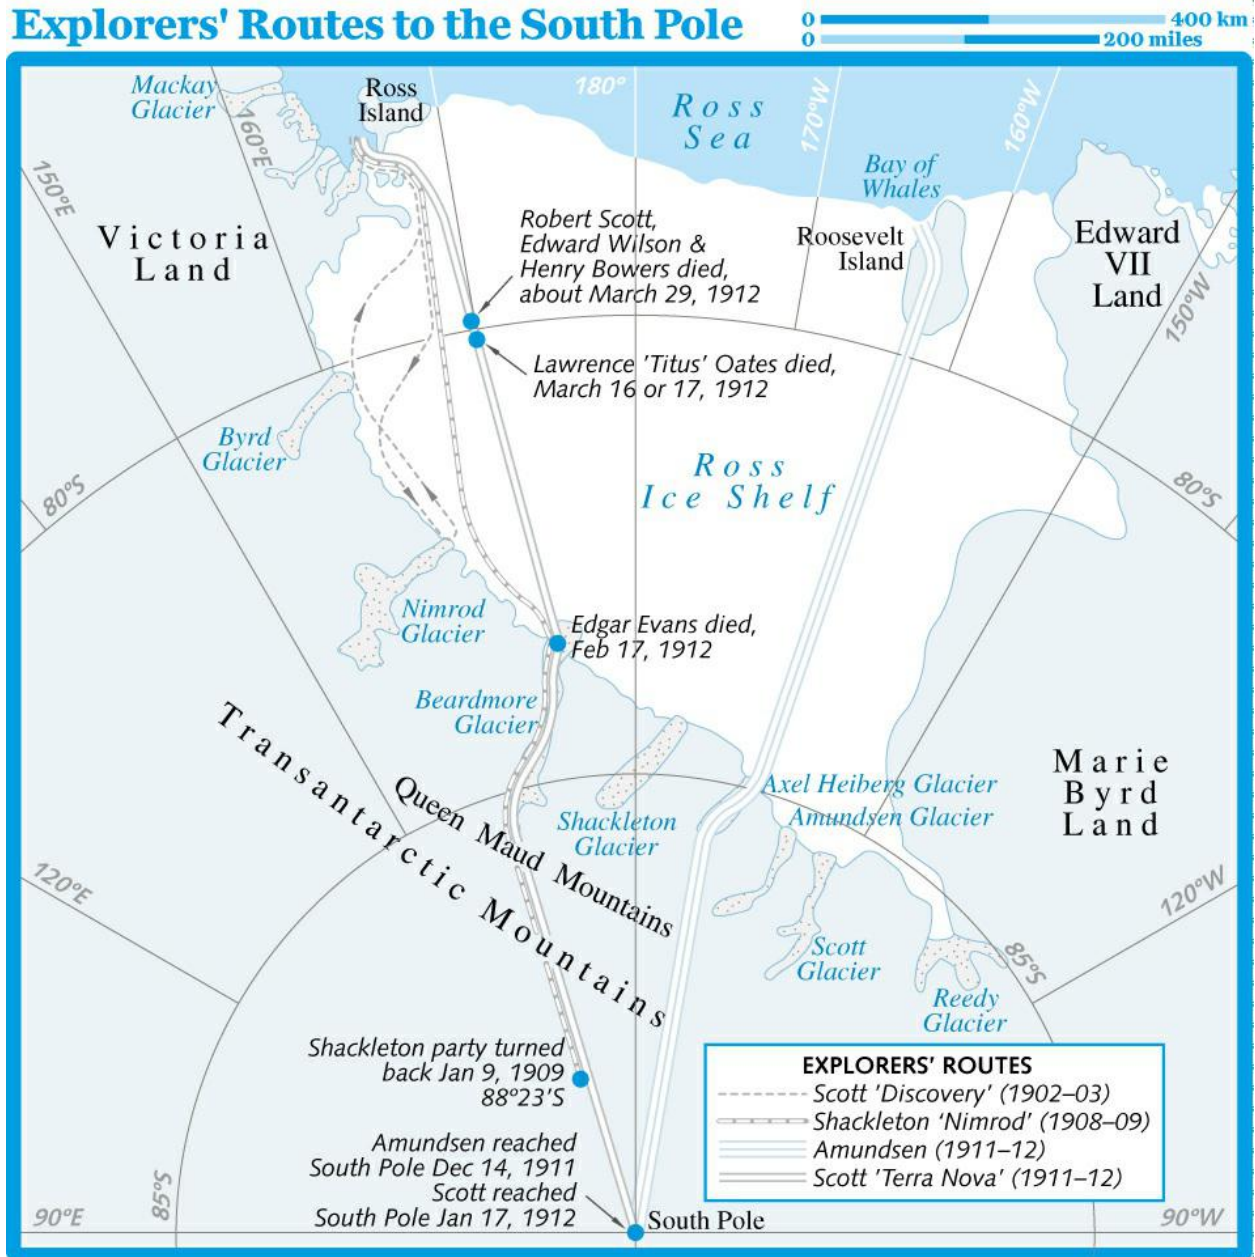 Explorers' Routes to the South Pole
0 400 km
0 200 miles
Mackay
Glacier
Ross
Island
180°
Ross
Sea
170°W
160°W
160°E
150°E
Bay of
Whales
Victoria
Land
Robert Scott,
Edward Wilson &
Henry Bowers died,
about March 29, 1912
Roosevelt
Island
Edward
VII
Land
150°W
Lawrence 'Titus' Oates died,
March 16 or 17, 1912
Byrd
Glacier
80°S
Ross
Ice Shelf
80°S
Nimrod
Glacier
Edgar Evans died,
Feb 17, 1912
Beardmore
Glacier
Transantarctic Mountains
Queen Maud Mountains
Shackleton
Glacier
Axel Heiberg Glacier
Amundsen Glacier
Marie
Byrd
Land
120°E
120°W
Scott
Glacier
85°S
Reedy
Glacier
Shackleton party turned
back Jan 9, 1909
88°23'S
Amundsen reached
South Pole Dec 14, 1911
Scott reached
South Pole Jan 17, 1912
85°S
90°E
South Pole
90°W
EXPLORERS' ROUTES
Scott 'Discovery' (1902–03)
Shackleton 'Nimrod' (1908–09)
Amundsen (1911–12)
Scott 'Terra Nova' (1911–12)